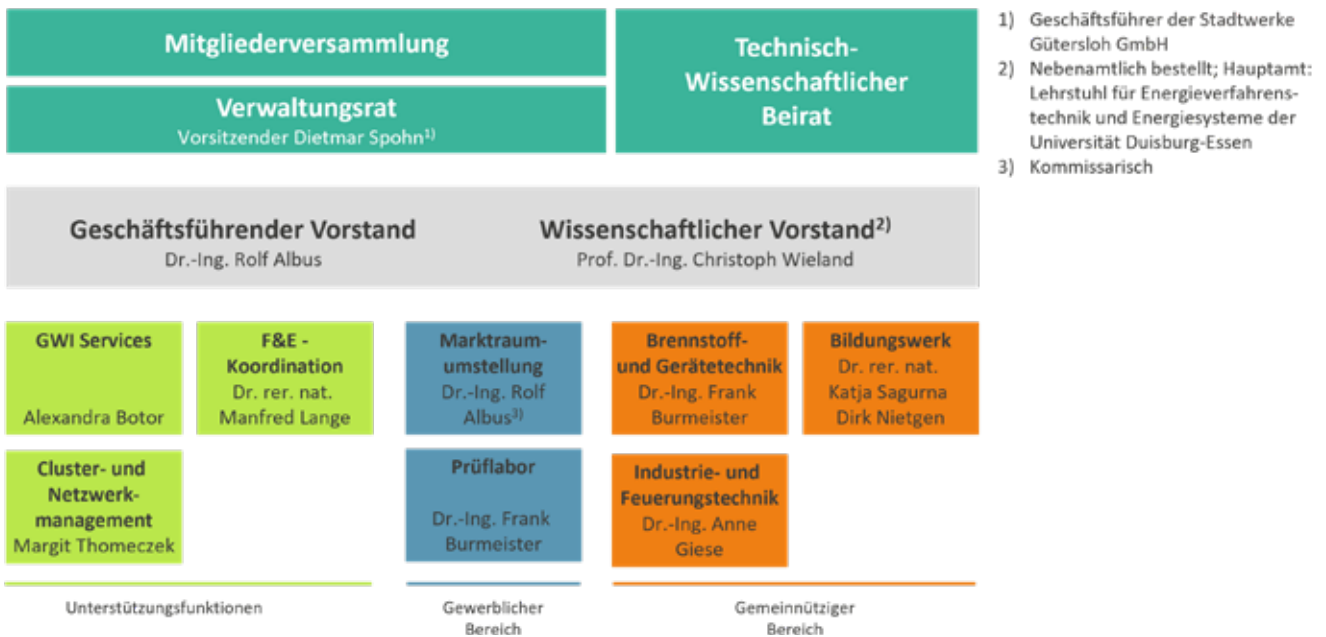 Mitgliederversammlung
Verwaltungsrat
Vorsitzender Dietmar Spohn1)
Technisch-
Wissenschaftlicher
Beirat
1) Geschäftsführer der Stadtwerke
Gütersloh GmbH
2) Nebenamtlich bestellt; Hauptamt:
Lehrstuhl für Energieverfahrens-
technik und Energiesysteme der
Universität Duisburg-Essen
3) Kommissarisch
Geschäftsführender Vorstand
Dr.-Ing. Rolf Albus
Wissenschaftlicher Vorstand2)
Prof. Dr.-Ing. Christoph Wieland
GWI Services
Alexandra Botor
F&E -
Koordination
Dr. rer. nat.
Manfred Lange
Marktraum-
umstellung
Dr.-Ing. Rolf
Albus3)
Brennstoff-
und Gerätetechnik
Dr.-Ing. Frank
Burmeister
Bildungswerk
Dr. rer. nat.
Katja Sagurna
Dirk Nietgen
Cluster- und
Netzwerk-
management
Margit Thomeczek
Prüflabor
Dr.-Ing. Frank
Burmeister
Industrie- und
Feuerungstechnik
Dr.-Ing. Anne
Giese
Unterstützungsfunktionen
Gewerblicher
Bereich
Gemeinnütziger
Bereich